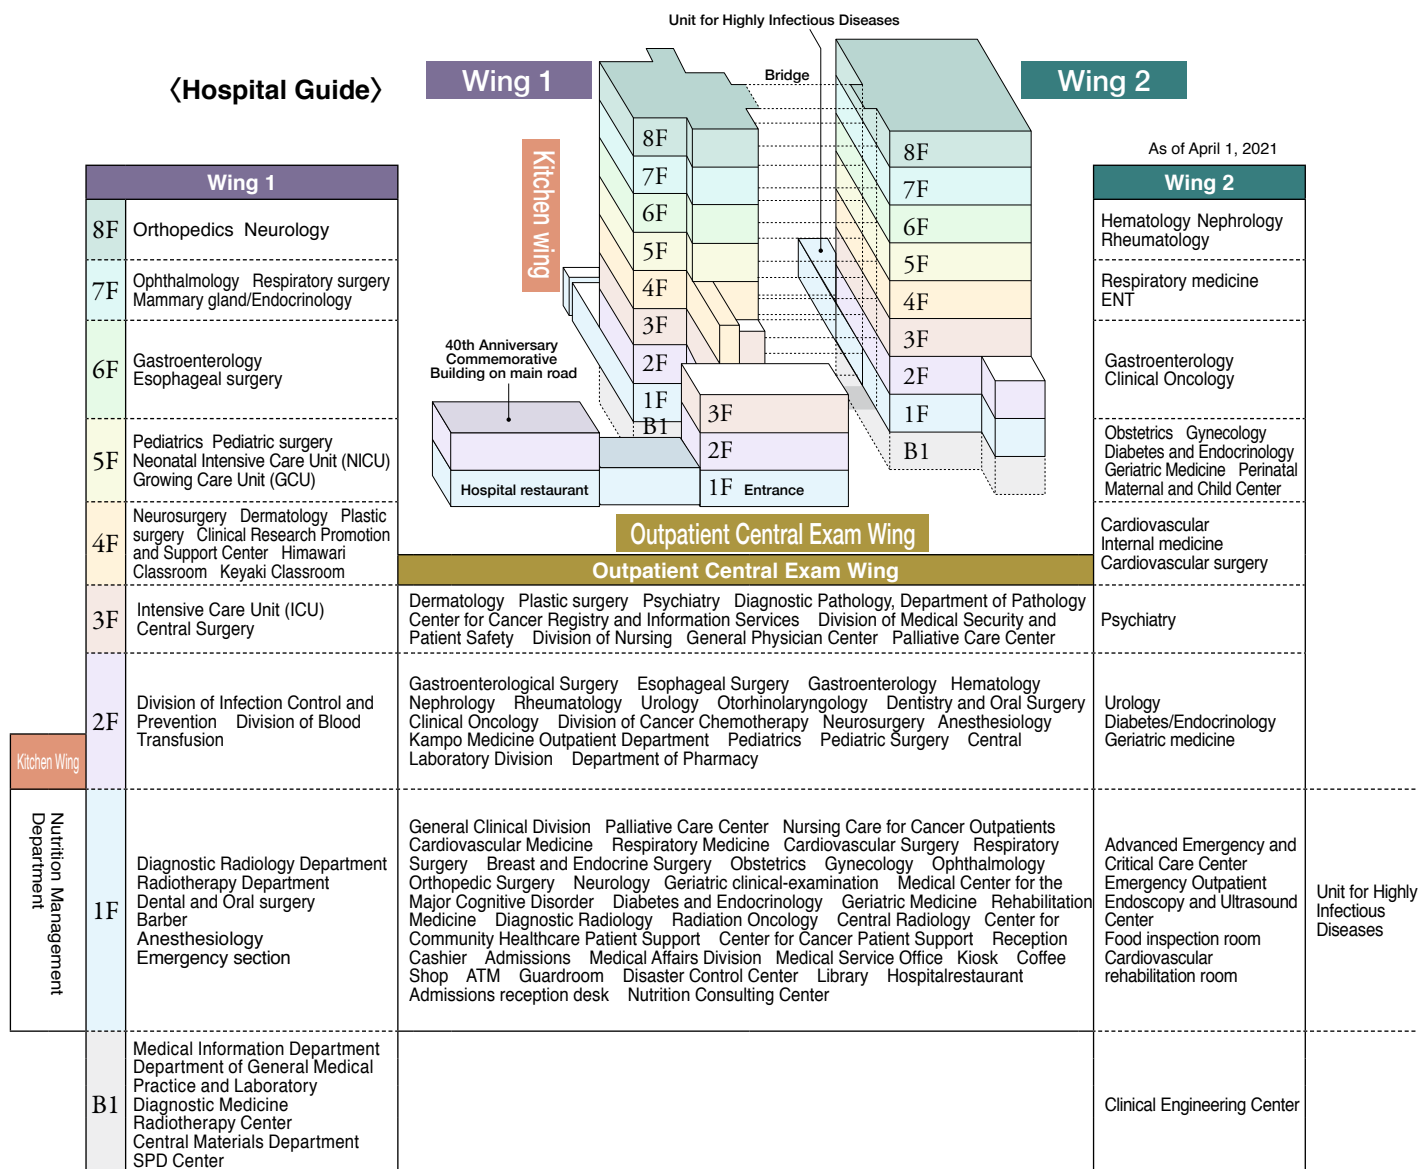 Unit for Highly Infectious Diseases
〈Hospital Guide〉
Wing 1
Bridge
Wing 2
Kitchen wing
8F
7F
6F
5F
4F
3F
2F
1F
B1
8F
7F
6F
5F
4F
3F
2F
1F
B1
40th Anniversary
Commemorative
Building on main road
3F
2F
1F Entrance
Hospital restaurant
Outpatient Central Exam Wing
As of April 1, 2021
Wing 1
Wing 2
8F
Orthopedics Neurology
Hematology Nephrology
Rheumatology
7F
Ophthalmology Respiratory surgery
Mammary gland/Endocrinology
Respiratory medicine
ENT
6F
Gastroenterology
Esophageal surgery
Gastroenterology
Clinical Oncology
5F
Pediatrics Pediatric surgery
Neonatal Intensive Care Unit (NICU)
Growing Care Unit (GCU)
Obstetrics Gynecology
Diabetes and Endocrinology
Geriatric Medicine Perinatal
Maternal and Child Center
4F
Neurosurgery Dermatology Plastic
surgery Clinical Research Promotion
and Support Center Himawari
Classroom Keyaki Classroom
Cardiovascular
Internal medicine
Cardiovascular surgery
Outpatient Central Exam Wing
3F
Intensive Care Unit (ICU)
Central Surgery
Dermatology Plastic surgery Psychiatry Diagnostic Pathology, Department of Pathology
Center for Cancer Registry and Information Services Division of Medical Security and
Patient Safety Division of Nursing General Physician Center Palliative Care Center
Psychiatry
2F
Division of Infection Control and
Prevention Division of Blood
Transfusion
Gastroenterological Surgery Esophageal Surgery Gastroenterology Hematology
Nephrology Rheumatology Urology Otorhinolaryngology Dentistry and Oral Surgery
Clinical Oncology Division of Cancer Chemotherapy Neurosurgery Anesthesiology
Kampo Medicine Outpatient Department Pediatrics Pediatric Surgery Central
Laboratory Division Department of Pharmacy
Urology
Diabetes/Endocrinology
Geriatric medicine
Kitchen Wing
Nutrition Management
Department
1F
Diagnostic Radiology Department
Radiotherapy Department
Dental and Oral surgery
Barber
Anesthesiology
Emergency section
General Clinical Division Palliative Care Center Nursing Care for Cancer Outpatients
Cardiovascular Medicine Respiratory Medicine Cardiovascular Surgery Respiratory
Surgery Breast and Endocrine Surgery Obstetrics Gynecology Ophthalmology
Orthopedic Surgery Neurology Geriatric clinical-examination Medical Center for the
Major Cognitive Disorder Diabetes and Endocrinology Geriatric Medicine Rehabilitation
Medicine Diagnostic Radiology Radiation Oncology Central Radiology Center for
Community Healthcare Patient Support Center for Cancer Patient Support Reception
Cashier Admissions Medical Affairs Division Medical Service Office Kiosk Coffee
Shop ATM Guardroom Disaster Control Center Library Hospitalrestaurant
Admissions reception desk Nutrition Consulting Center
Advanced Emergency and
Critical Care Center
Emergency Outpatient
Endoscopy and Ultrasound
Center
Food inspection room
Cardiovascular
rehabilitation room
Unit for Highly
Infectious
Diseases
B1
Medical Information Department
Department of General Medical
Practice and Laboratory
Diagnostic Medicine
Radiotherapy Center
Central Materials Department
SPD Center
Clinical Engineering Center